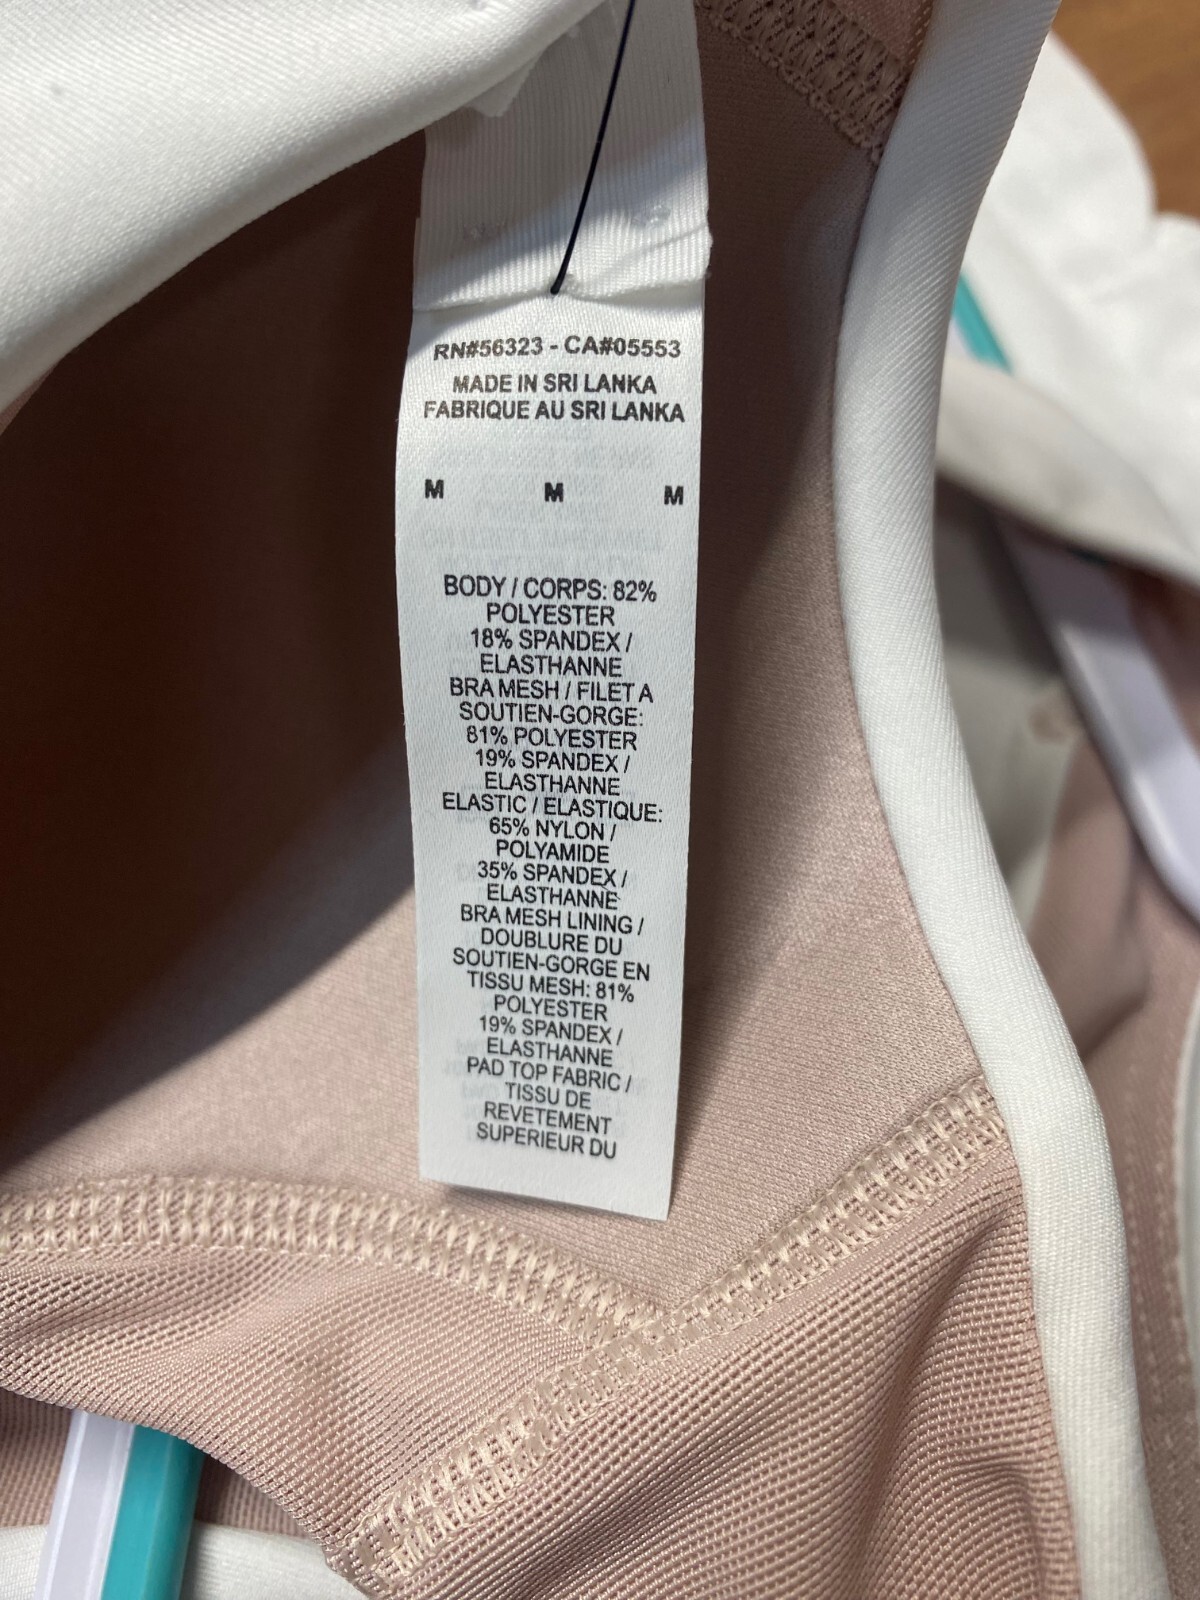 RN#56323 - CA#05553
MADE IN SRI LANKA
FABRIQUE AU SRI LANKA
M M M
BODY / CORPS: 82%
POLYESTER
18% SPANDEX /
ELASTHANNE
BRA MESH / FILET A
SOUTIEN-GORGE:
81% POLYESTER
19% SPANDEX /
ELASTHANNE
ELASTIC / ELASTIQUE:
65% NYLON /
POLYAMIDE
35% SPANDEX /
ELASTHANNE
BRA MESH LINING /
DOUBLURE DU
SOUTIEN-GORGE EN
TISSU MESH: 81%
POLYESTER
19% SPANDEX /
ELASTHANNE
PAD TOP FABRIC /
TISSU DE
REVETEMENT
SUPERIEUR DU